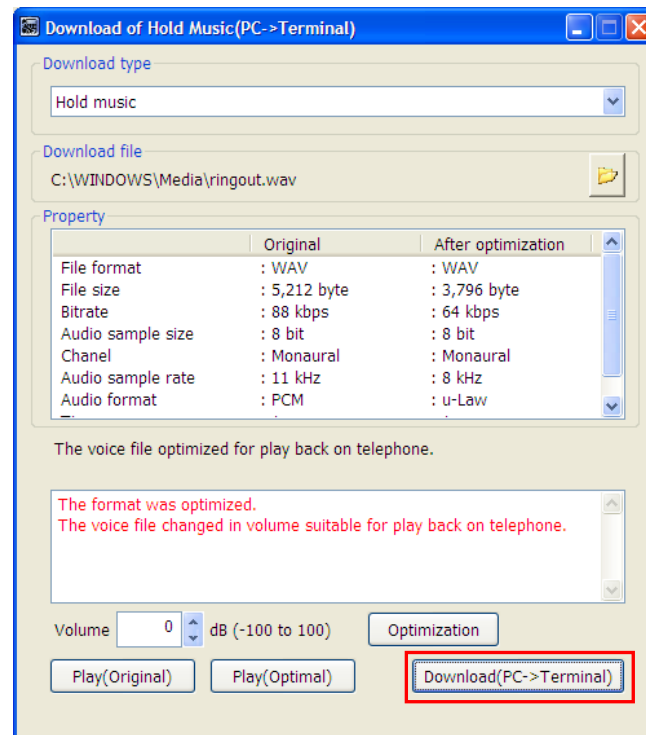 Download of Hold Music(PC->Terminal)
Download type
Hold music
Download file
C:\WINDOWS\Media\ringout.wav
Property
Original After optimization
File format : WAV : WAV
File size : 5,212 byte : 3,796 byte
Bitrate : 88 kbps : 64 kbps
Audio sample size : 8 bit : 8 bit
Chanel : Monaural : Monaural
Audio sample rate : 11 kHz : 8 kHz
Audio format : PCM : u-Law
The voice file optimized for play back on telephone.
The format was optimized.
The voice file changed in volume suitable for play back on telephone.
Volume 0 dB (-100 to 100) Optimization
Play(Original) Play(Optimal) Download(PC->Terminal)